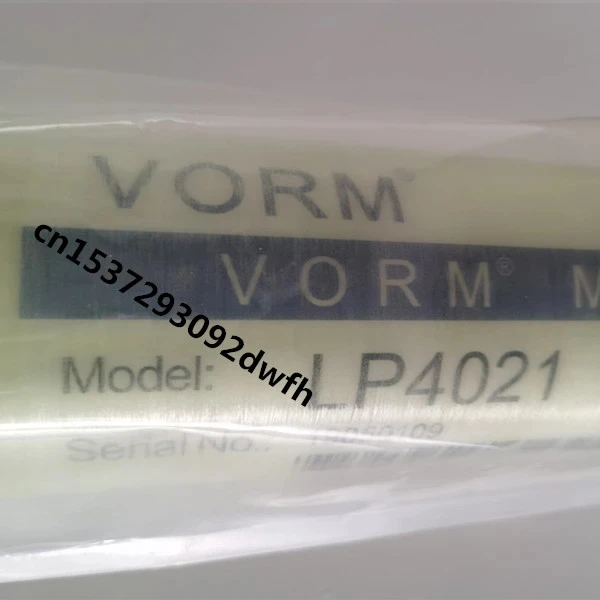 VORM®
VORM® M
cn1537293092dwfh
Model: LP4021
Serial No.: